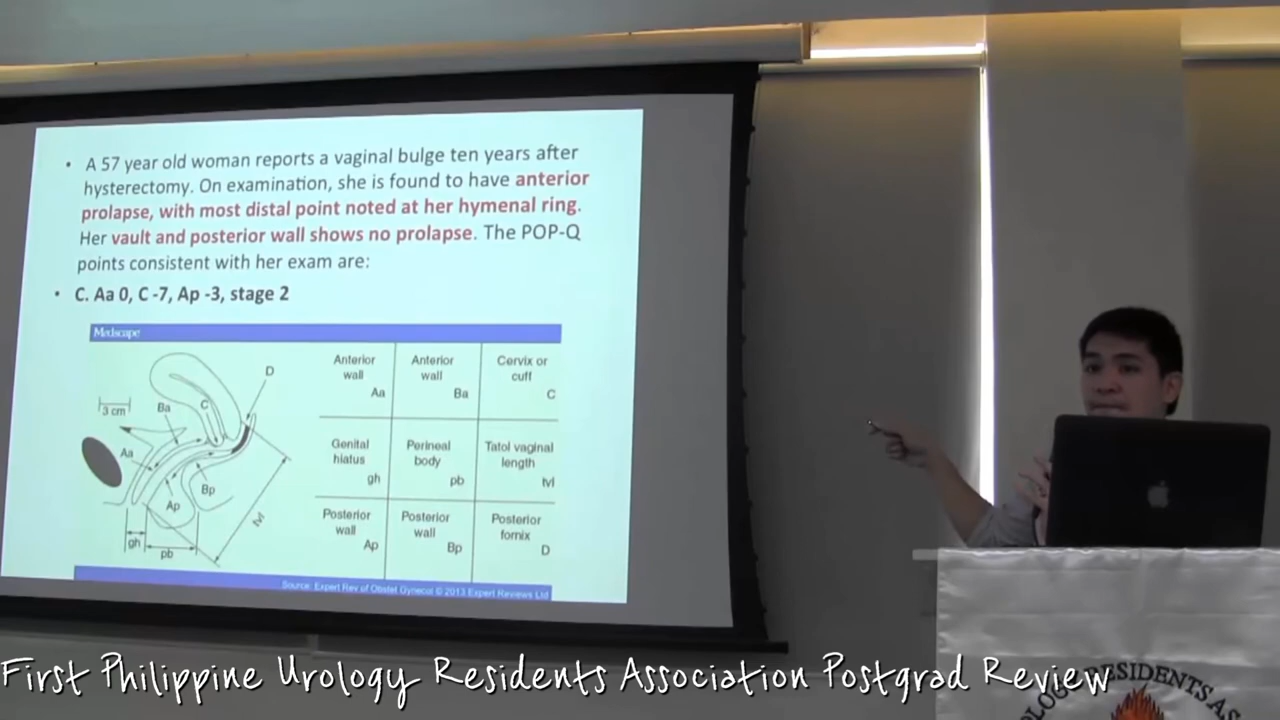 • A 57 year old woman reports a vaginal bulge ten years after
hysterectomy. On examination, she is found to have anterior
prolapse, with most distal point noted at her hymenal ring.
Her vault and posterior wall shows no prolapse. The POP-Q
points consistent with her exam are:
• C. Aa 0, C -7, Ap -3, stage 2
Medscape
D
3 cm
Ba
C
Aa
Bp
Ap
tvl
gh
pb
Anterior wall Aa
Anterior wall Ba
Cervix or cuff C
Genital hiatus gh
Perineal body pb
Tatol vaginal length tvl
Posterior wall Ap
Posterior wall Bp
Posterior fornix D
Source: Expert Rev of Obstet Gynecol © 2013 Expert Reviews Ltd
First Philippine Urology Residents Association Postgrad Review
RESIDENTS AS